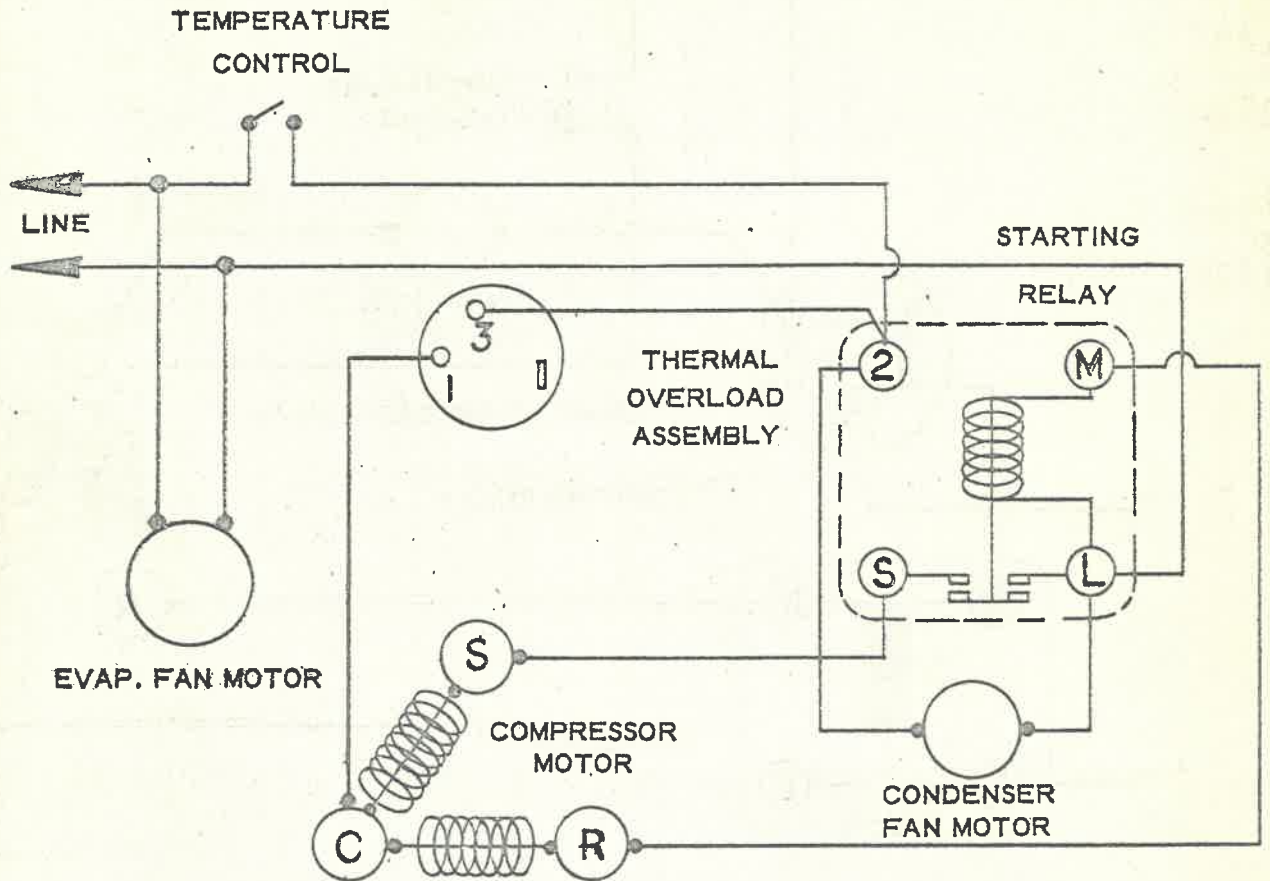 TEMPERATURE
CONTROL
LINE
STARTING
RELAY
3
1
THERMAL
OVERLOAD
ASSEMBLY
2
M
S
L
EVAP. FAN MOTOR
S
COMPRESSOR
MOTOR
CONDENSER
FAN MOTOR
C
R